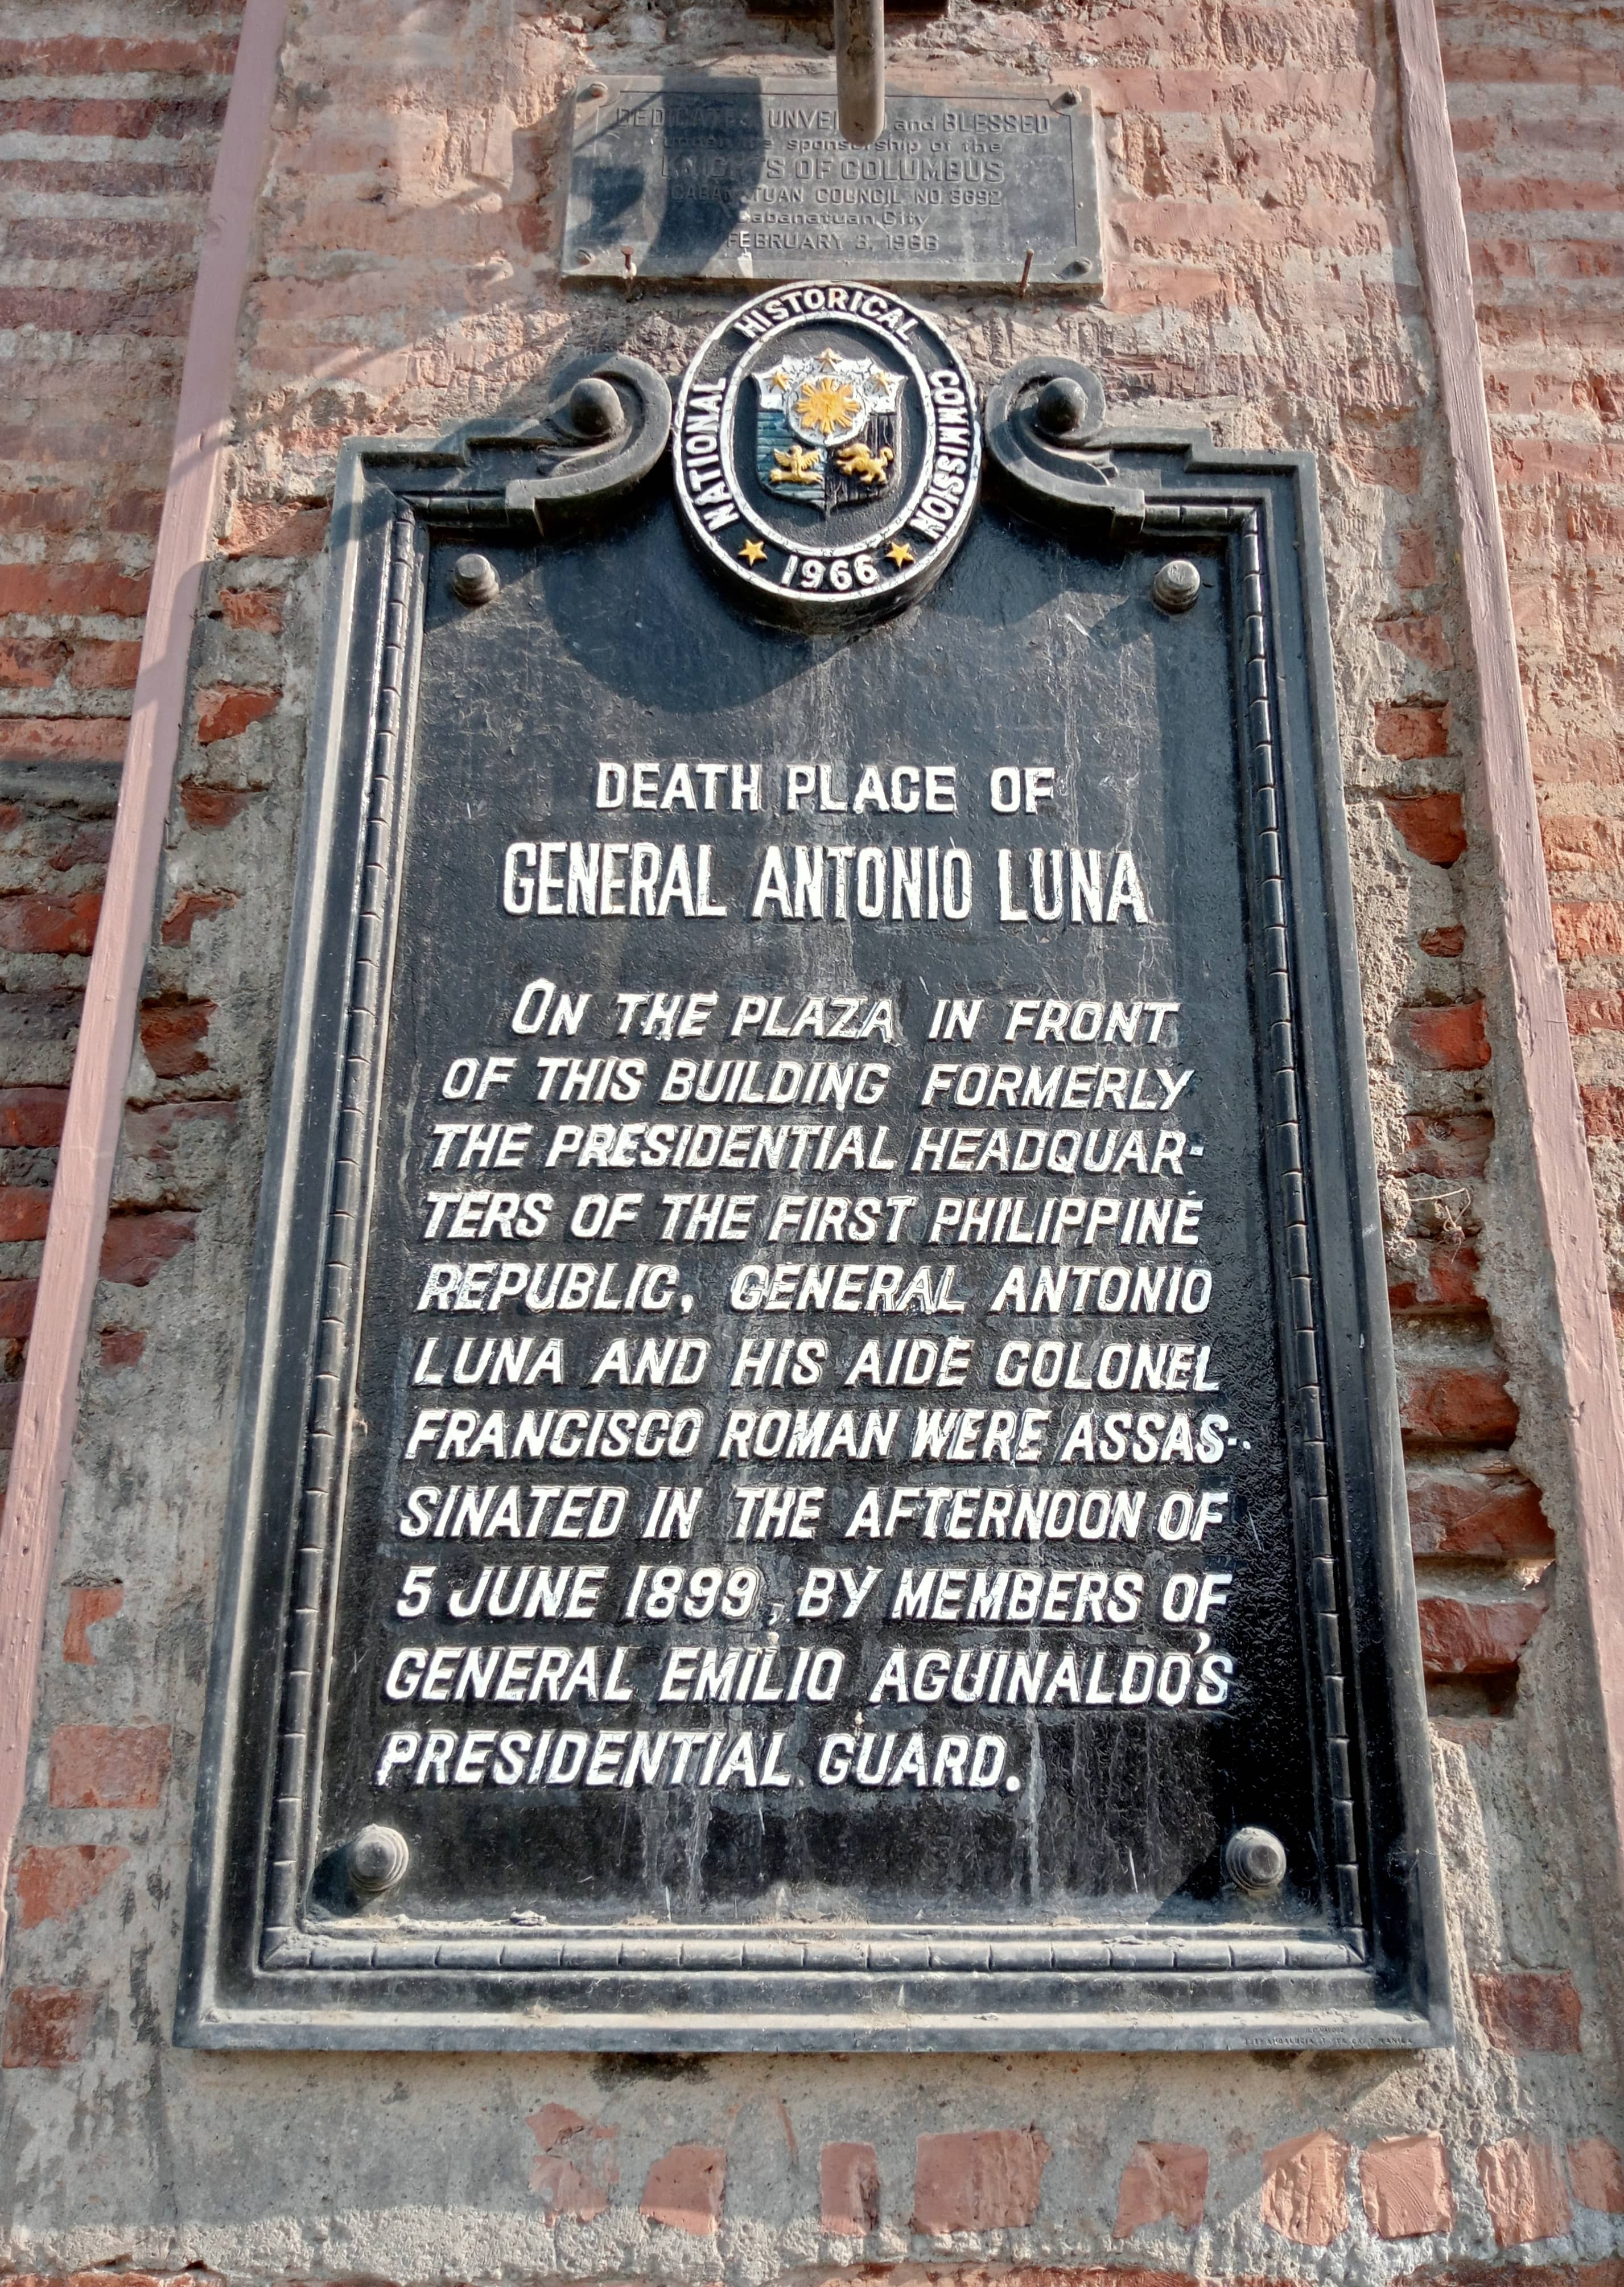 DEDICATED UNVEILED and BLESSED
under the sponsorship of the
KNIGHTS OF COLUMBUS
CABANATUAN COUNCIL NO. 3692
Cabanatuan City
FEBRUARY 3, 1966
NATIONAL HISTORICAL COMMISSION
1966
DEATH PLACE OF
GENERAL ANTONIO LUNA
ON THE PLAZA IN FRONT
OF THIS BUILDING FORMERLY
THE PRESIDENTIAL HEADQUAR-
TERS OF THE FIRST PHILIPPINE
REPUBLIC, GENERAL ANTONIO
LUNA AND HIS AIDE COLONEL
FRANCISCO ROMAN WERE ASSAS-
SINATED IN THE AFTERNOON OF
5 JUNE 1899, BY MEMBERS OF
GENERAL EMILIO AGUINALDO'S
PRESIDENTIAL GUARD.